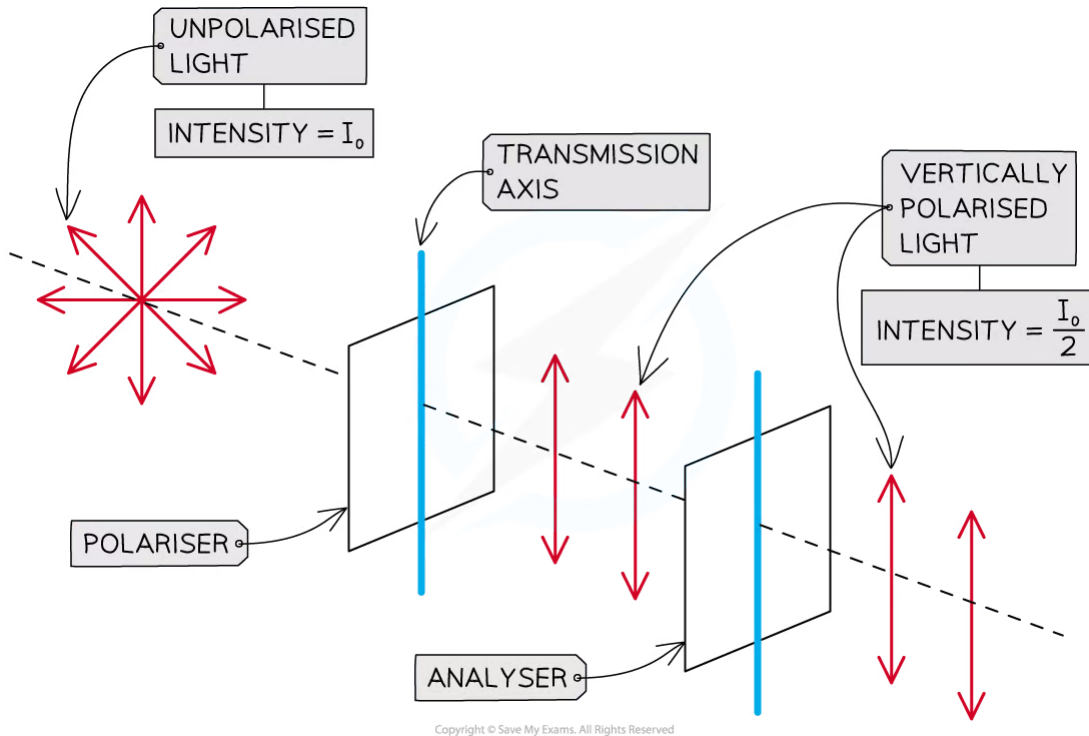 UNPOLARISED
LIGHT
INTENSITY = I₀
TRANSMISSION
AXIS
VERTICALLY
POLARISED
LIGHT
INTENSITY = I₀/2
POLARISER
ANALYSER
Copyright © Save My Exams. All Rights Reserved